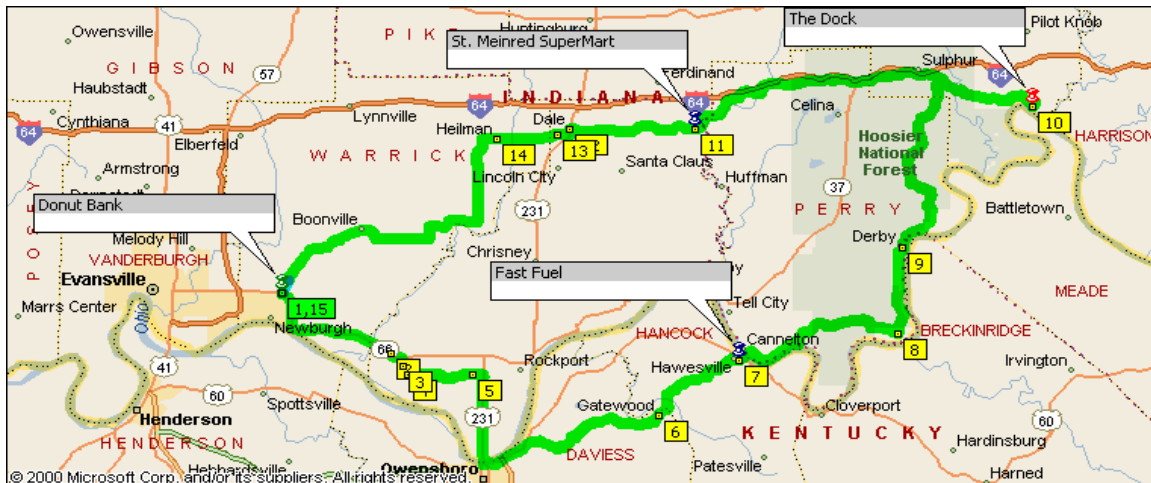 The Dock
Owensville
PIK
Huntingburg
Pilot Knob
St. Meinred SuperMart
GIBSON
57
Sulphur
64
Haubstadt
64
INDIANA
64
Ferdinand
Celina
Cynthiana
41
Lynnville
Dale
10
64
Elberfeld
Heilman
HARRISON
14
13
11
Hoosier
National
Forest
WARRICK
Armstrong
Lincoln City
Santa Claus
Huffman
37
Donut Bank
231
PERRY
Battletown
Boonville
Melody Hill
Chrisney
Derby
VANDERBURGH
Fast Fuel
9
Evansville
MEADE
Marrs Center
1,15
Tell City
Ohio
Newburgh
HANCOCK
Cannelton
BRECKINRIDGE
66
8
Rockport
Hawesville
7
Irvington
41
3
5
60
Spottsville
231
Gatewood
Cloverport
60
Henderson
6
KENTUCKY
Hardinsburg
HENDERSON
DAVIESS
Patesville
Hebbardsville
Owensboro
Harned
© 2000 Microsoft Corp. and/or its suppliers. All rights reserved.